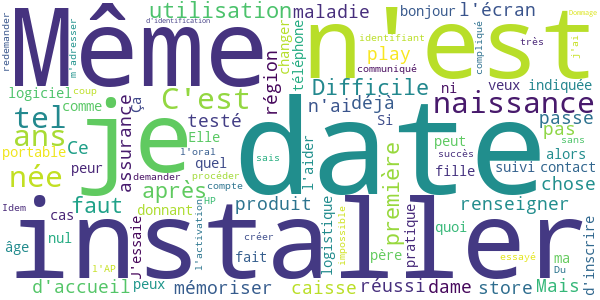 d'identification
Dommage
utilisation maladie bonjour l'écran
redemander Même m'adresser n'est
changer téléphone identifiant play compliqué très j'ai
communiqué
logiciel coup C'est région Difficile ni veux indiquée
comme testé n'ai déjà naissance
tel je date
ans assurance ça Si passe
portable Ce Elle pas
peur l'oral quel sais l'aider première peut succès alors sans
née demander procéder fille suivi contact
après compte chose
faut HP produit renseigner
Idem cas donnant l'activation logistique impossible pratique quoi d'inscrire
installer
âge nul j'essaie créer père essayé ma
l'AP fait Du
d'accueil peux mémoriser caisse réussi dame store Mais